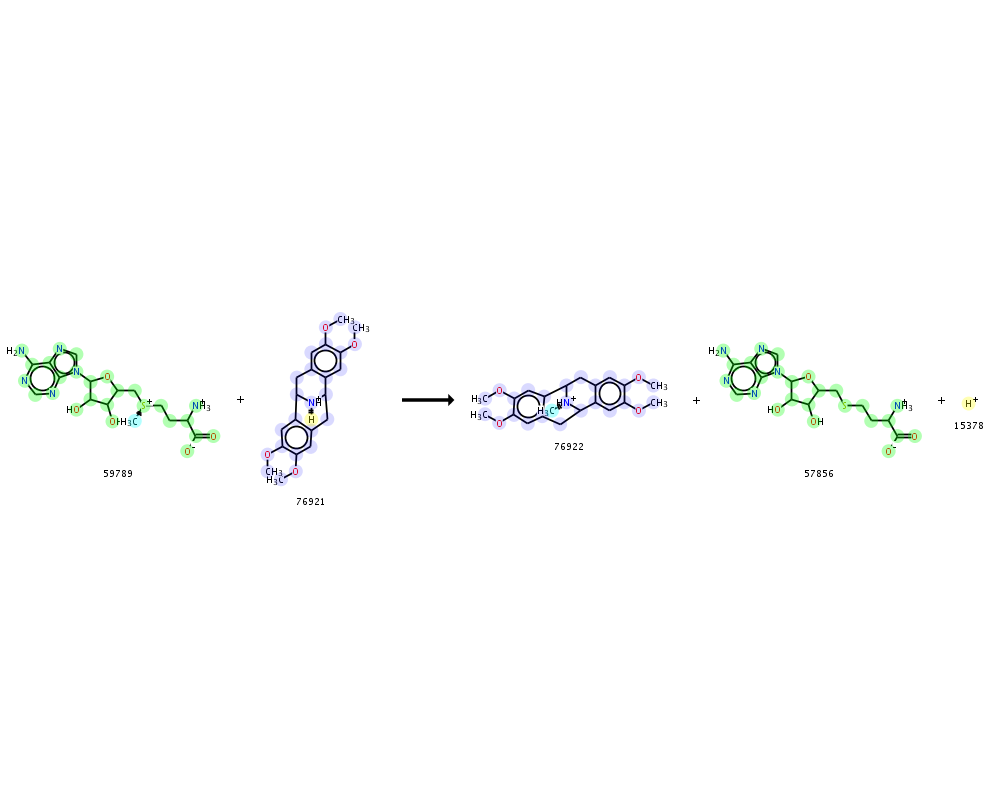 H₂N N N N N O HO OH S⁺ H₃C NH₃⁺ O O⁻
59789
+
O CH₃ CH₃ O NH⁺ H O CH₃ H₃C O
76921
H₃C O O H₃C HN⁺ H₃C O CH₃ O CH₃
76922
+
H₂N N N N N O HO OH S NH₃⁺ O O⁻
57856
+
H⁺
15378